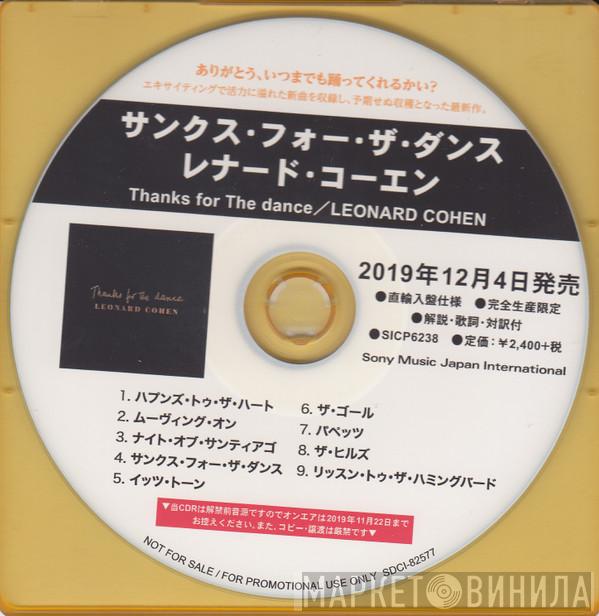 ありがとう、いつまでも踊ってくれるかい？
エキサイティングで活力に溢れた新曲を収録し、予期せぬ収穫となった最新作。
サンクス・フォー・ザ・ダンス
レナード・コーエン
Thanks for The dance／LEONARD COHEN
Thanks for the dance
LEONARD COHEN
2019年12月4日発売
●直輸入盤仕様 ●完全生産限定
●解説・歌詞・対訳付
●SICP6238 ●定価：¥2,400+税
Sony Music Japan International
1. ハプンズ・トゥ・ザ・ハート
2. ムーヴィング・オン
3. ナイト・オブ・サンティアゴ
4. サンクス・フォー・ザ・ダンス
5. イッツ・トーン
6. ザ・ゴール
7. パペッツ
8. ザ・ヒルズ
9. リッスン・トゥ・ザ・ハミングバード
▼当CDRは解禁前音源ですのでオンエアは2019年11月22日まで
お控えください。また、コピー・譲渡は厳禁です▼
NOT FOR SALE / FOR PROMOTIONAL USE ONLY SDCI-82577
МАРКЕТ ВИНИЛА